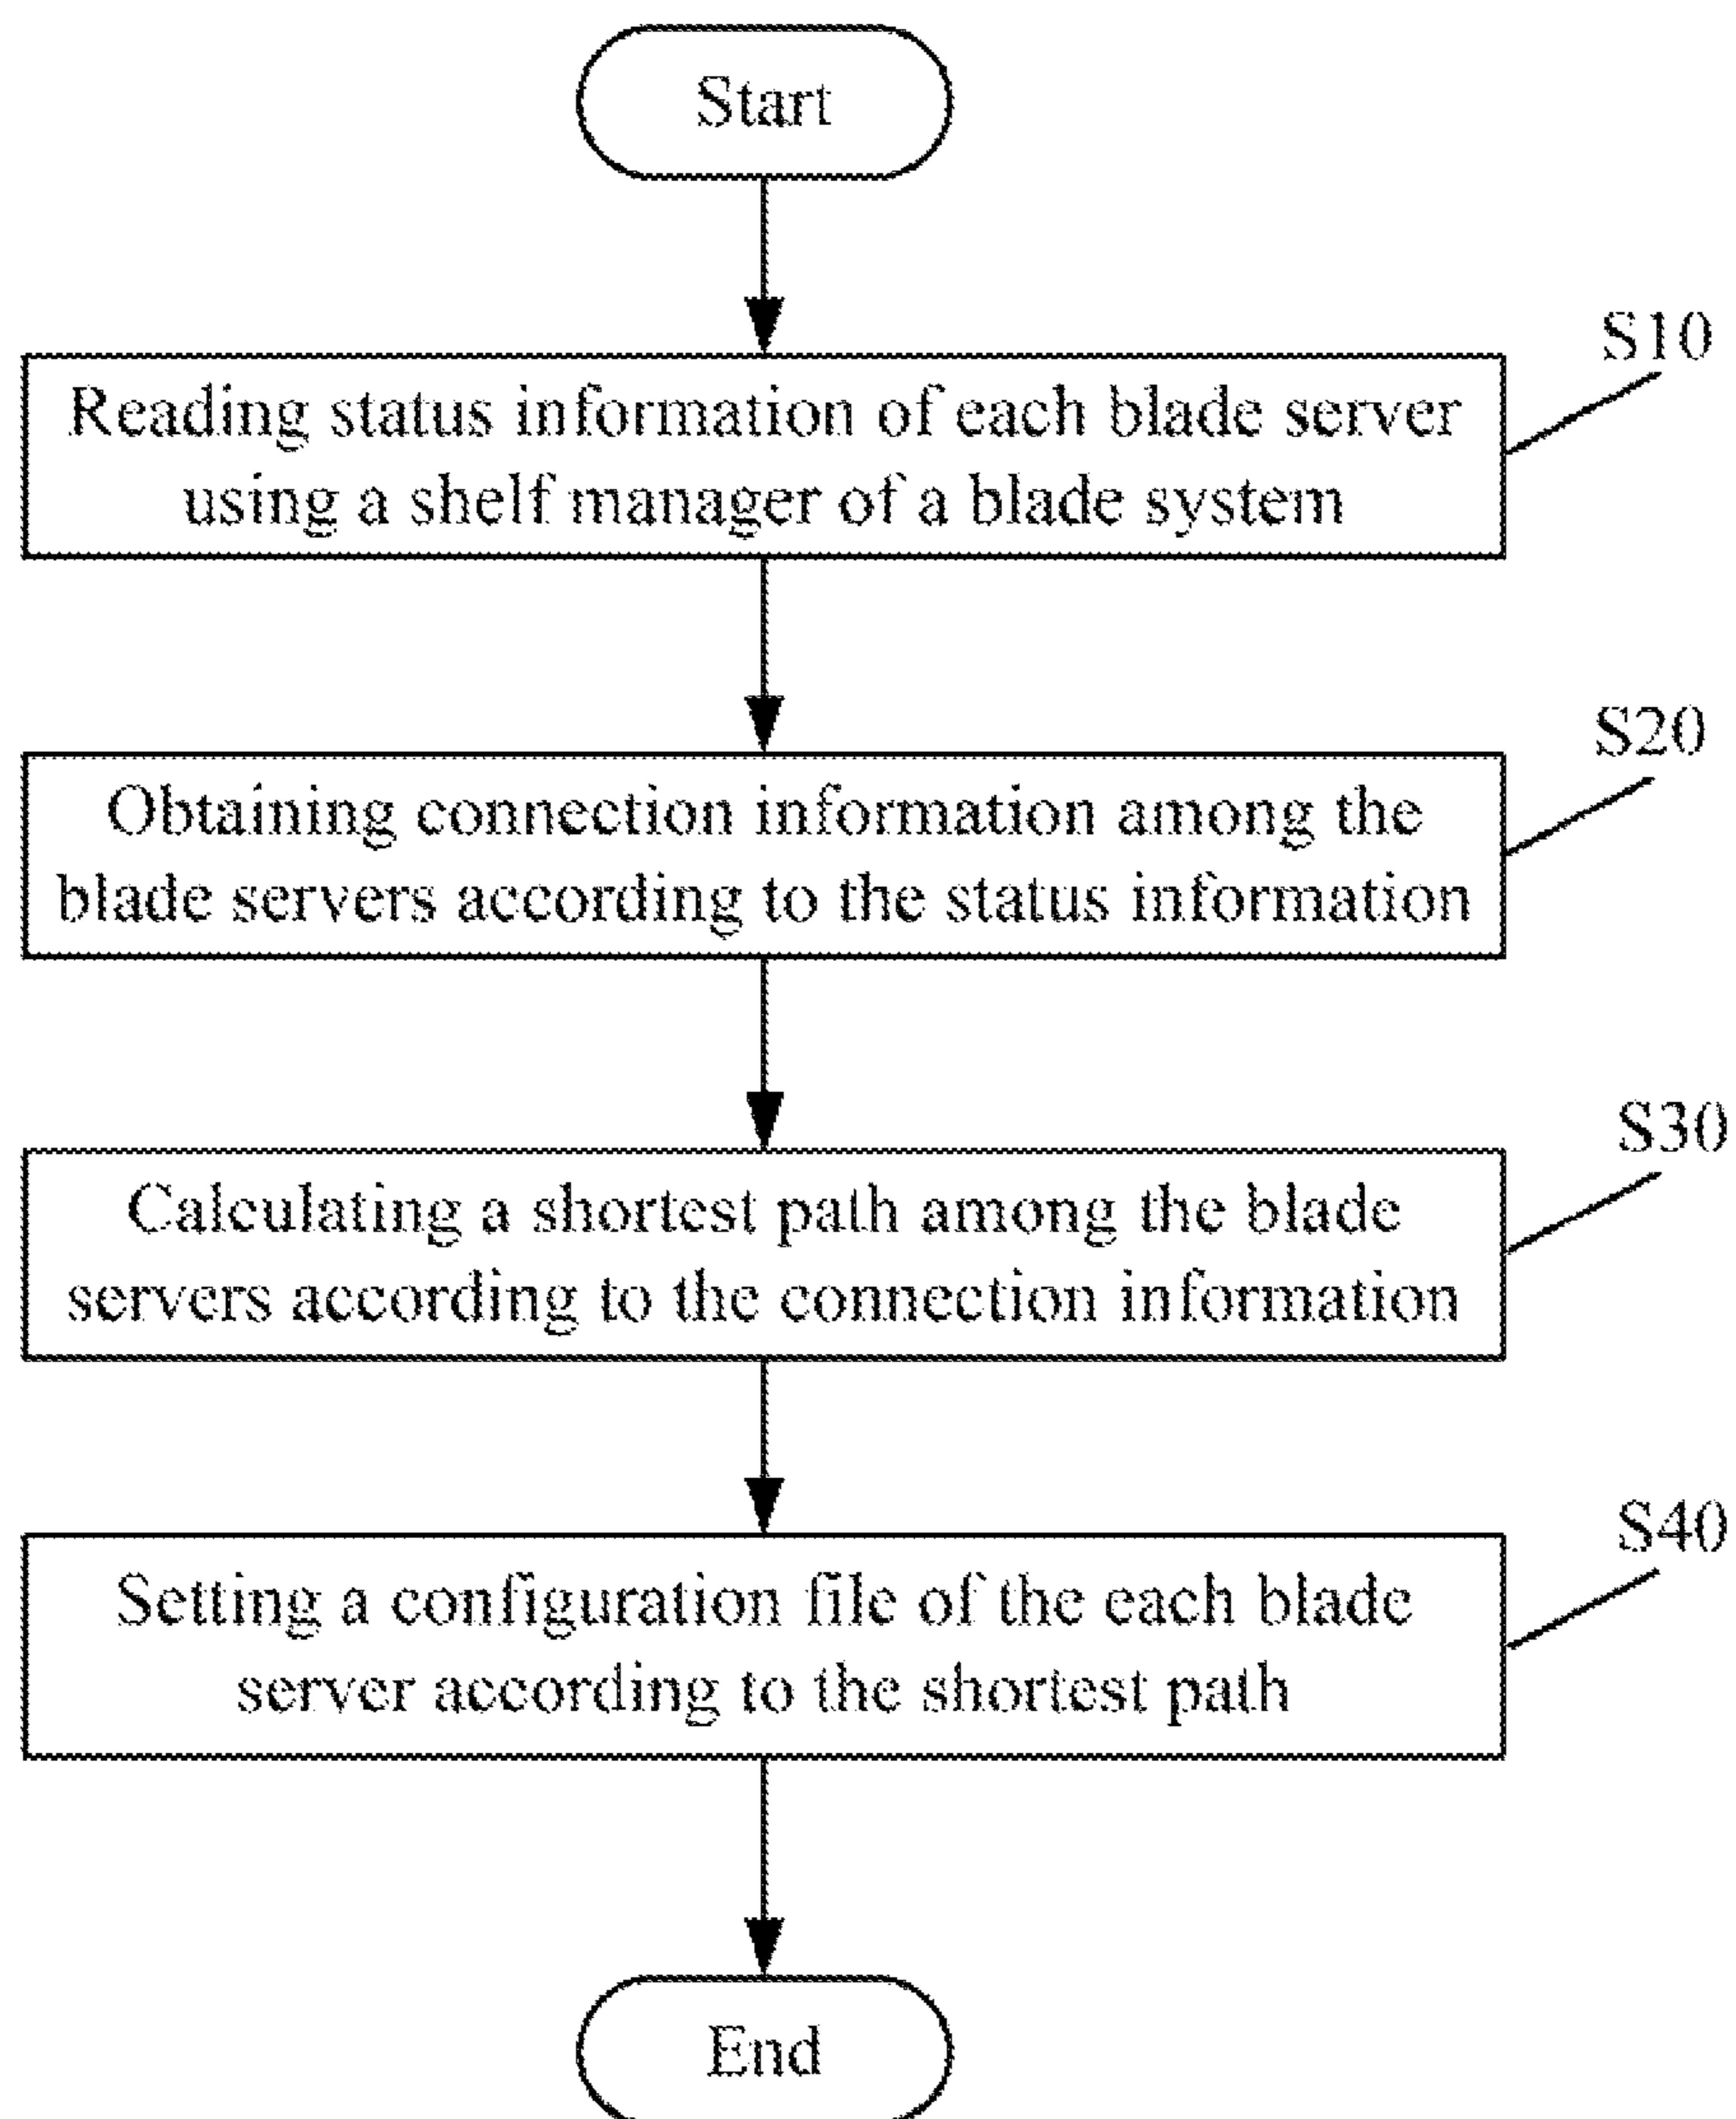 Start
S10
Reading status information of each blade server
using a shelf manager of a blade system
S20
Obtaining connection information among the
blade servers according to the status information
S30
Calculating a shortest path among the blade
servers according to the connection information
S40
Setting a configuration file of the each blade
server according to the shortest path
End